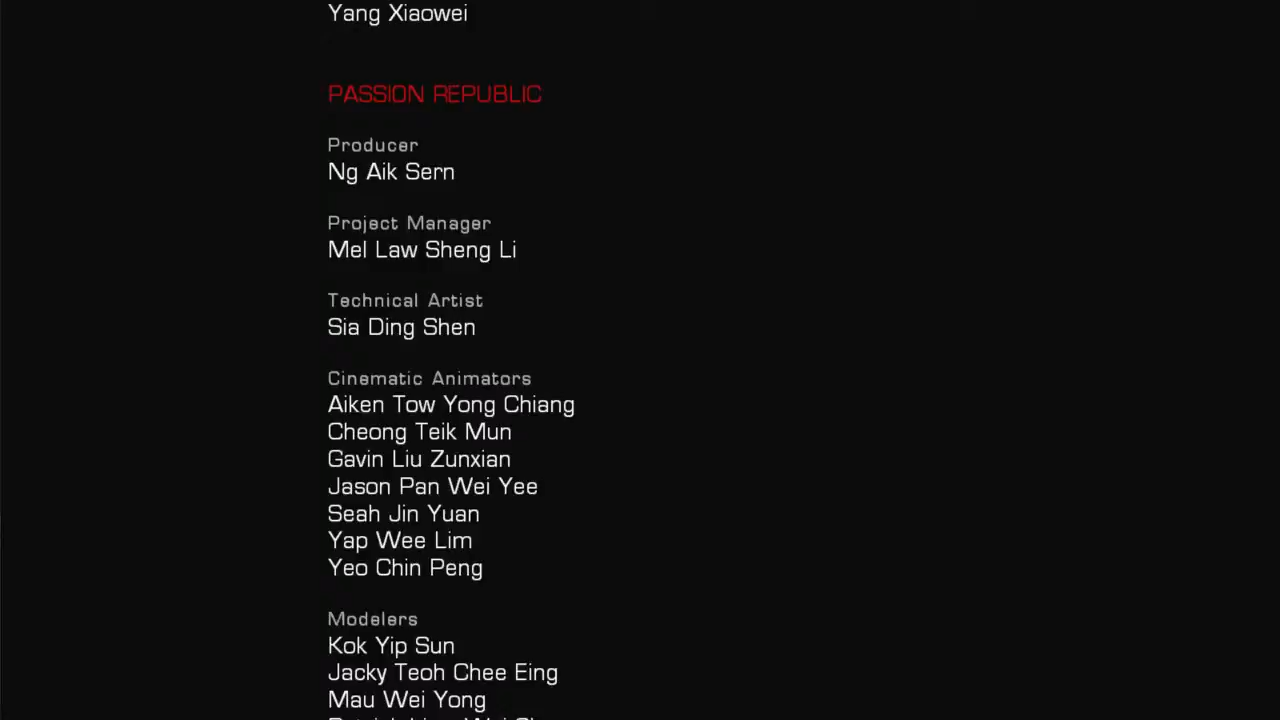 Yang Xiaowei
PASSION REPUBLIC
Producer
Ng Aik Sern
Project Manager
Mel Law Sheng Li
Technical Artist
Sia Ding Shen
Cinematic Animators
Aiken Tow Yong Chiang
Cheong Teik Mun
Gavin Liu Zunxian
Jason Pan Wei Yee
Seah Jin Yuan
Yap Wee Lim
Yeo Chin Peng
Modelers
Kok Yip Sun
Jacky Teoh Chee Eing
Mau Wei Yong